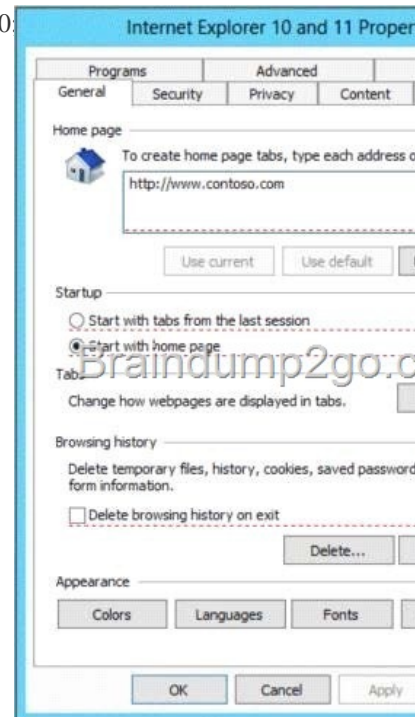 Internet Explorer 10 and 11
Programs Advanced
General Security Privacy Content
Home page
To create home page tabs, type each address
http://www.contoso.com
Use current Use default
Startup
Start with tabs from the last session
Start with home page
Braindump2go.
Tabs
Change how webpages are displayed in tabs.
Browsing history
Delete temporary files, history, cookies, saved
form information.
Delete browsing history on exit
Delete...
Appearance
Colors Languages Fonts
OK Cancel Apply